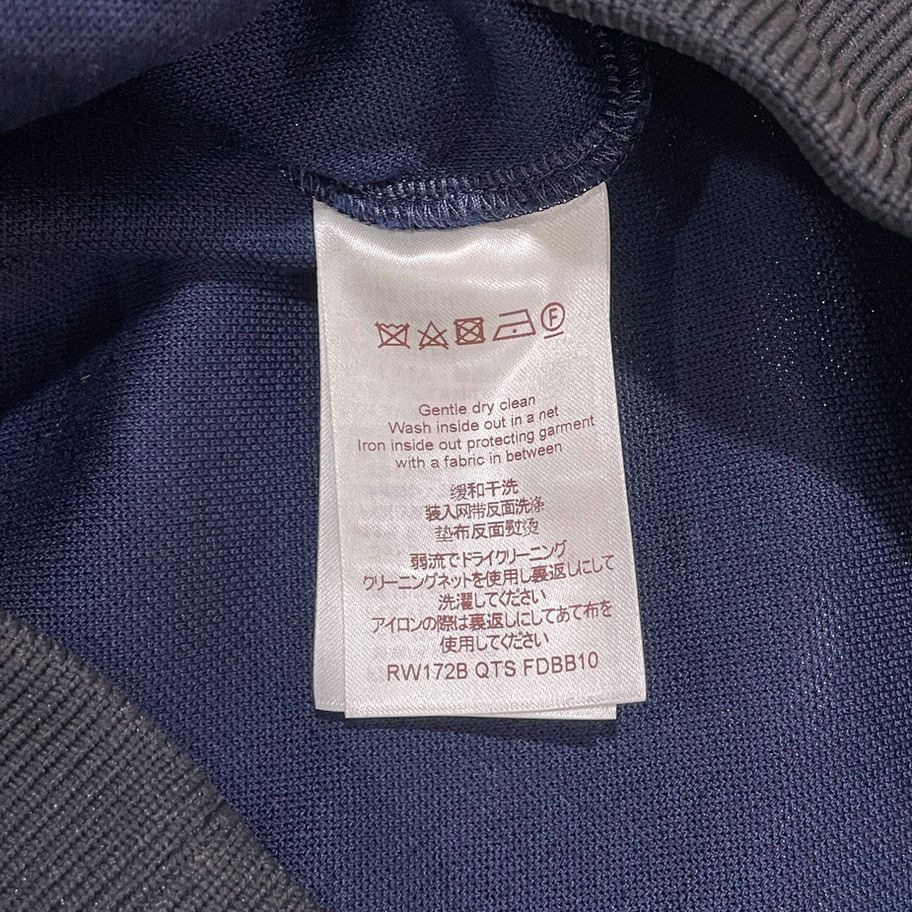 F
Gentle dry clean
Wash inside out in a net
Iron inside out protecting garment
with a fabric in between
缓和干洗
装入网带反面洗涤
垫布反面熨烫
弱流でドライクリーニング
クリーニングネットを使用し裏返しにして
洗濯してください
アイロンの際は裏返しにしてあて布を
使用してください
RW172B QTS FDBB10